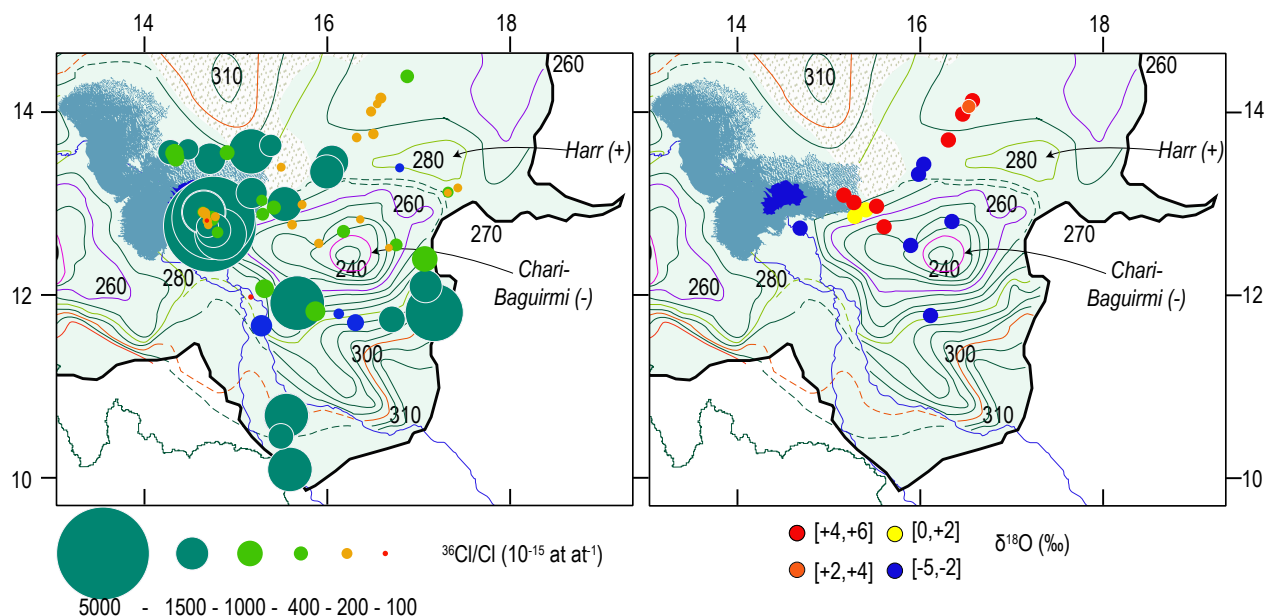 14 16 18 14 16 18
310 260 310 260
14 14
280 Harr (+) 280 Harr (+)
260 260
270 270
280 240 280 240
260 Chari- 260 Chari-
Baguirmi (-) Baguirmi (-)
12 12
300 300
310 310
10 10
³⁶Cl/Cl (10⁻¹⁵ at at⁻¹)
5000 - 1500 - 1000 - 400 - 200 - 100
[+4,+6] [0,+2] δ¹⁸O (‰)
[+2,+4] [-5,-2]